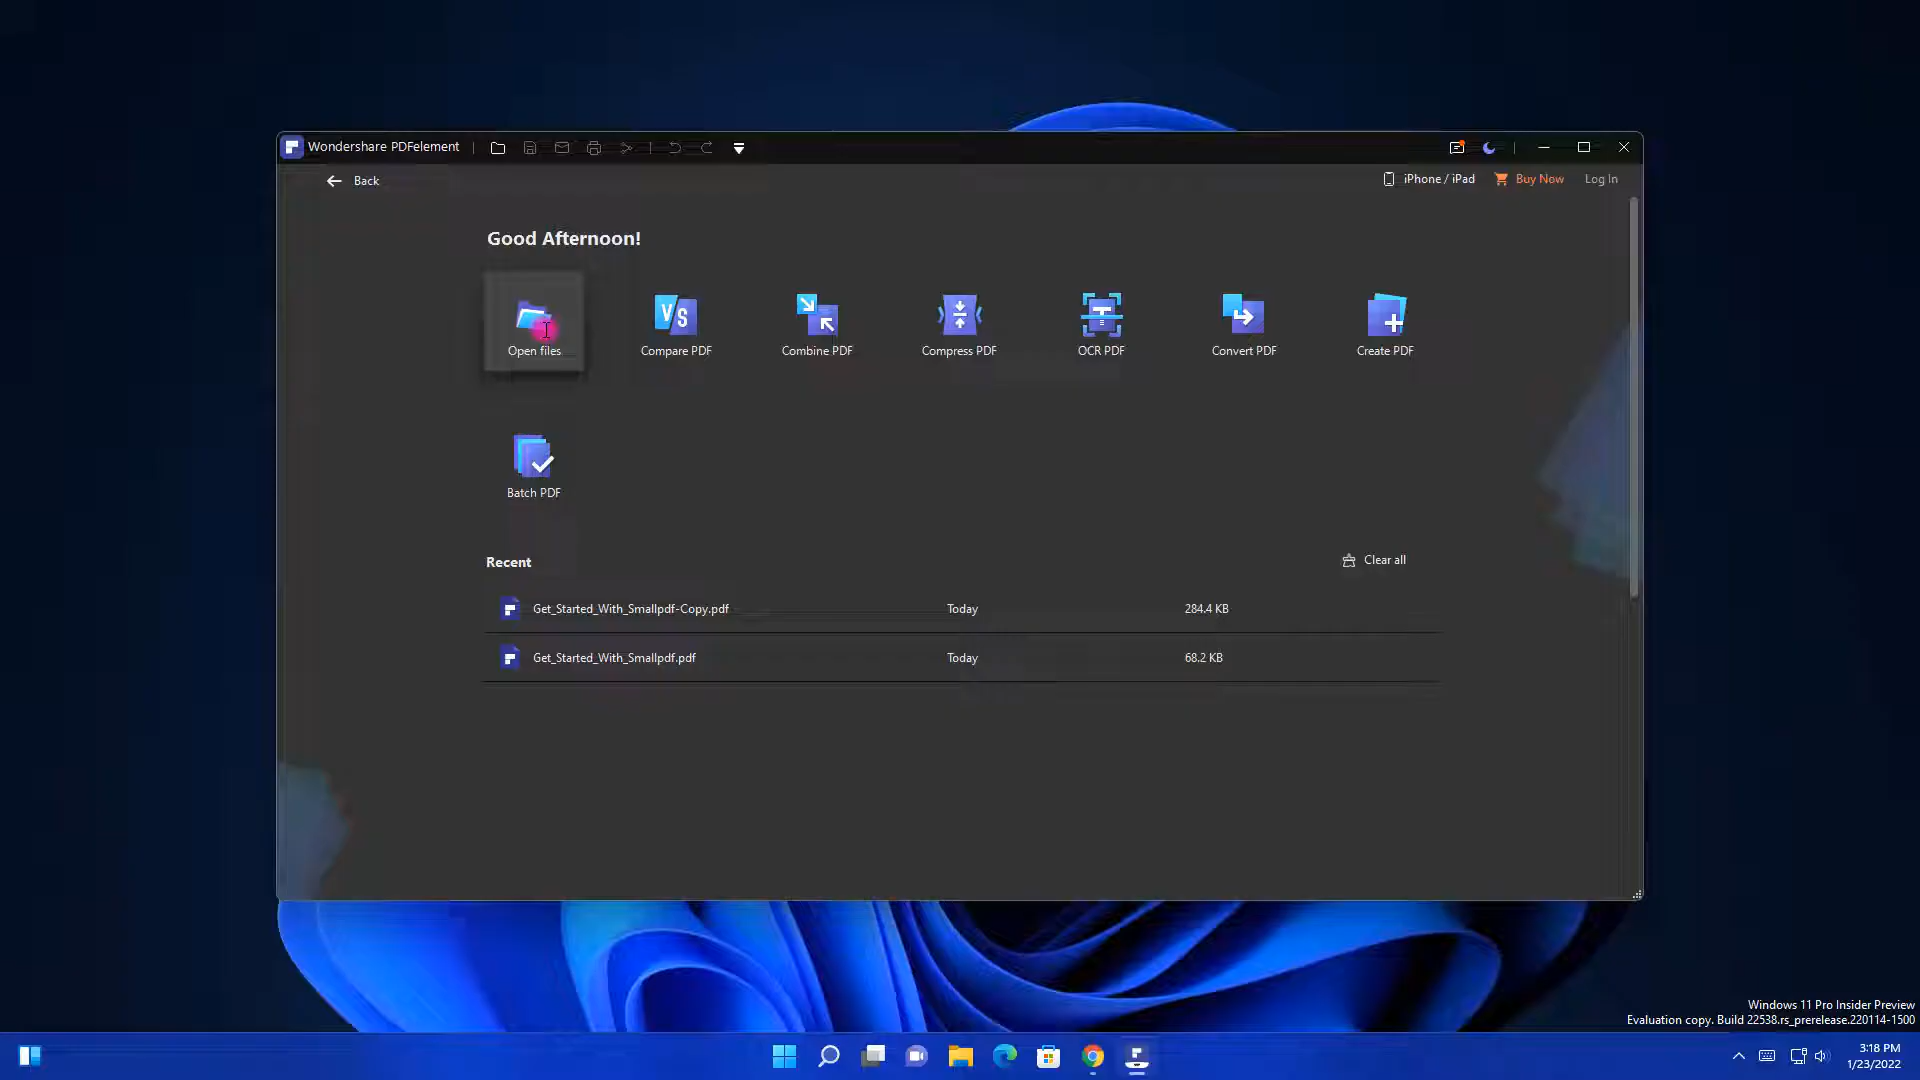 Wondershare PDFelement
Back
iPhone / iPad
Buy Now
Log In
Good Afternoon!
Open files
Compare PDF
Combine PDF
Compress PDF
OCR PDF
Convert PDF
Create PDF
Batch PDF
Recent
Clear all
Get_Started_With_Smallpdf-Copy.pdf Today 284.4 KB
Get_Started_With_Smallpdf.pdf Today 68.2 KB
Windows 11 Pro Insider Preview
Evaluation copy. Build 22538.rs_prerelease.220114-1500
3:18 PM
1/23/2022